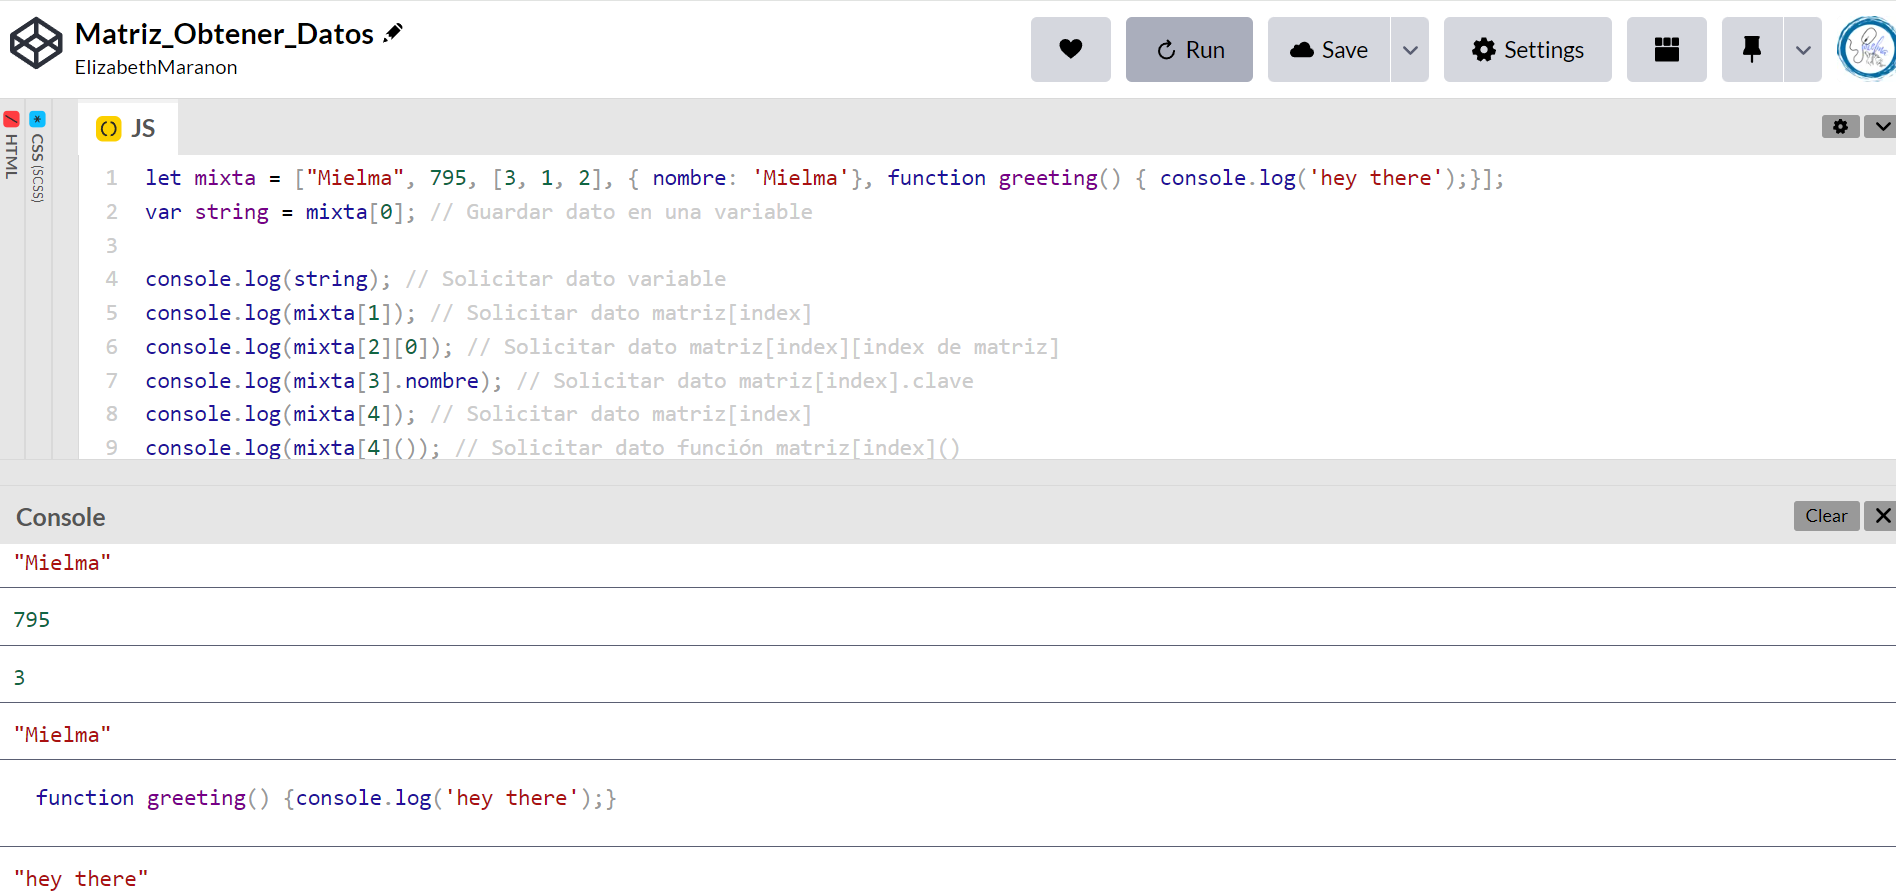 Matriz_Obtener_Datos
ElizabethMaranon
Run
Save
Settings
HTML
CSS (SCSS)
JS
1 let mixta = ["Mielma", 795, [3, 1, 2], { nombre: 'Mielma'}, function greeting() { console.log('hey there');}];
2 var string = mixta[0]; // Guardar dato en una variable
3
4 console.log(string); // Solicitar dato variable
5 console.log(mixta[1]); // Solicitar dato matriz[index]
6 console.log(mixta[2][0]); // Solicitar dato matriz[index][index de matriz]
7 console.log(mixta[3].nombre); // Solicitar dato matriz[index].clave
8 console.log(mixta[4]); // Solicitar dato matriz[index]
9 console.log(mixta[4]()); // Solicitar dato función matriz[index]()
Console
Clear
"Mielma"
795
3
"Mielma"
function greeting() {console.log('hey there');}
"hey there"